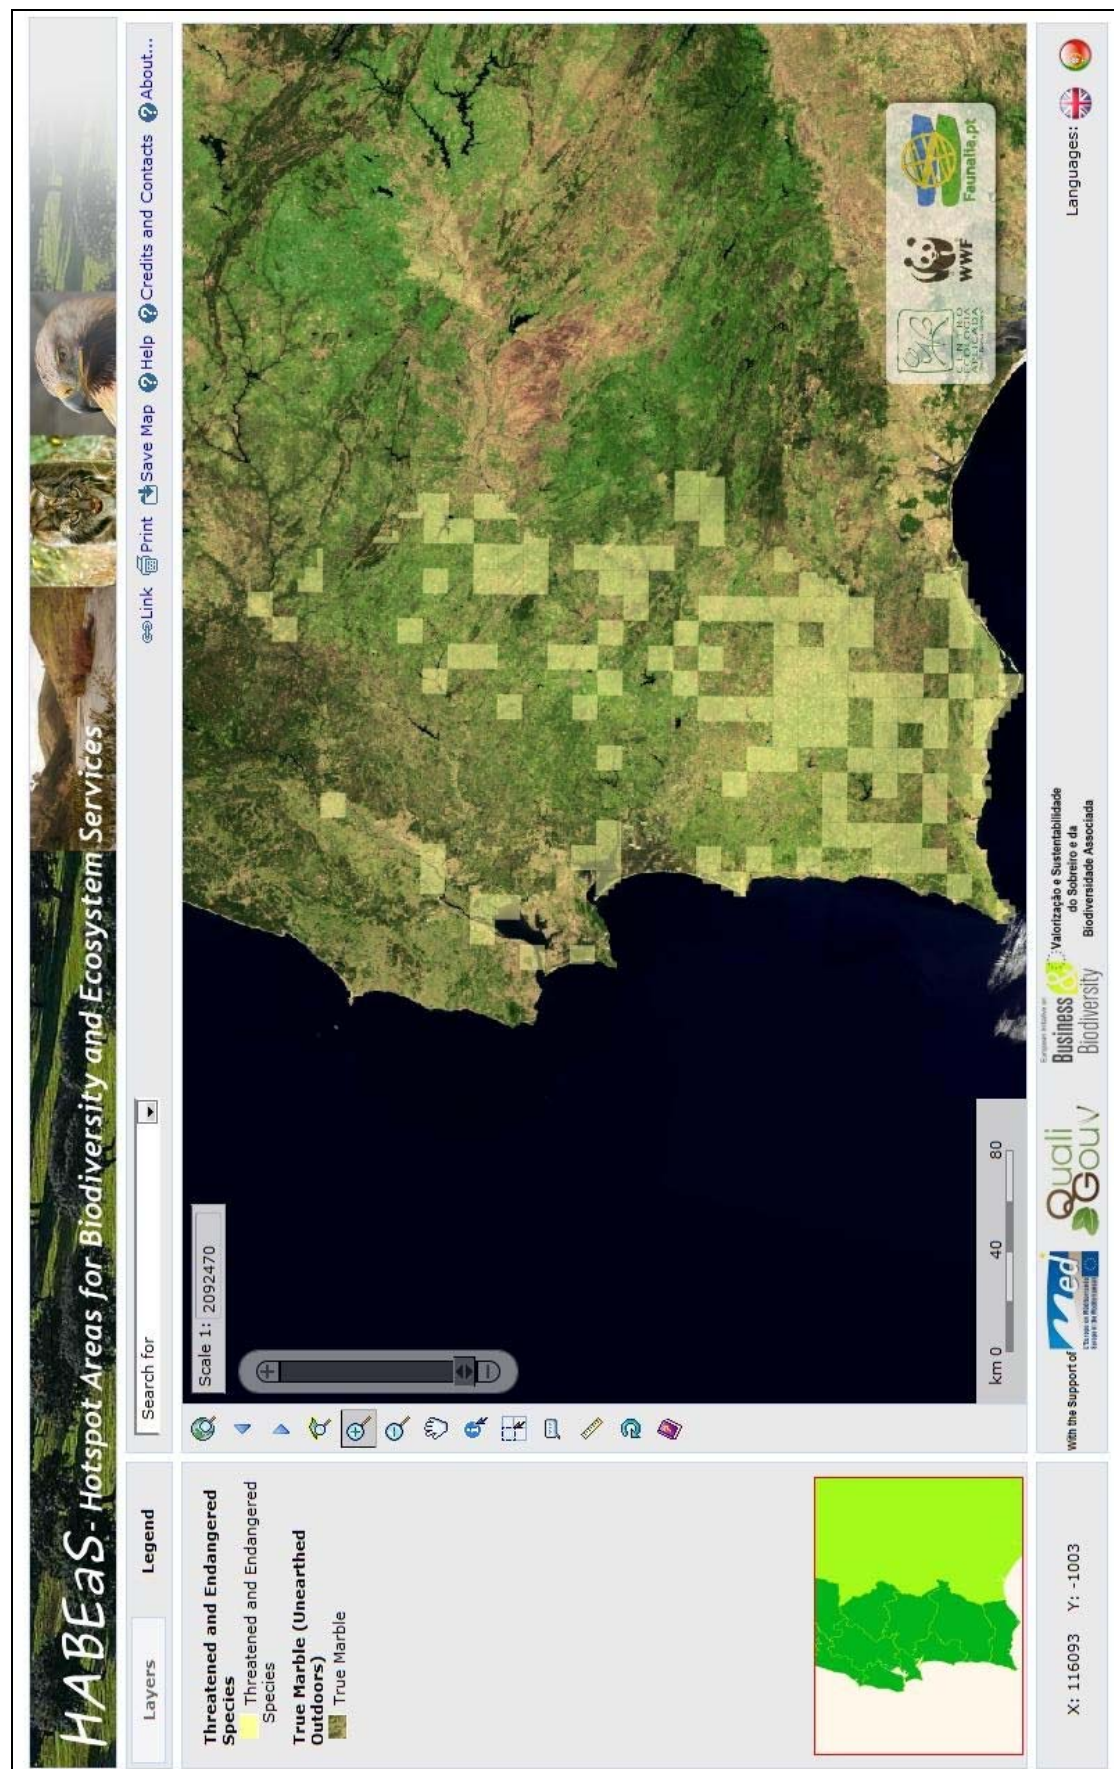 HABEaS- Hotspot Areas for Biodiversity and Ecosystem Services
Layers
Legend
Search for
Link
Print
Save Map
Help
Credits and Contacts
About...
Threatened and Endangered
Species
Threatened and Endangered
Species
True Marble (Unearthed
Outdoors)
True Marble
Scale 1: 2092470
km 0 40 80
CENTRO
ECOLOGIA
APLICADA
WWF
Faunalia.pt
X: 116093 Y: -1003
With the Support of
Med
Quali
Gouv
Business &
Biodiversity
Valorização e Sustentabilidade
do Sobreiro e da
Biodiversidade Associada
Languages: